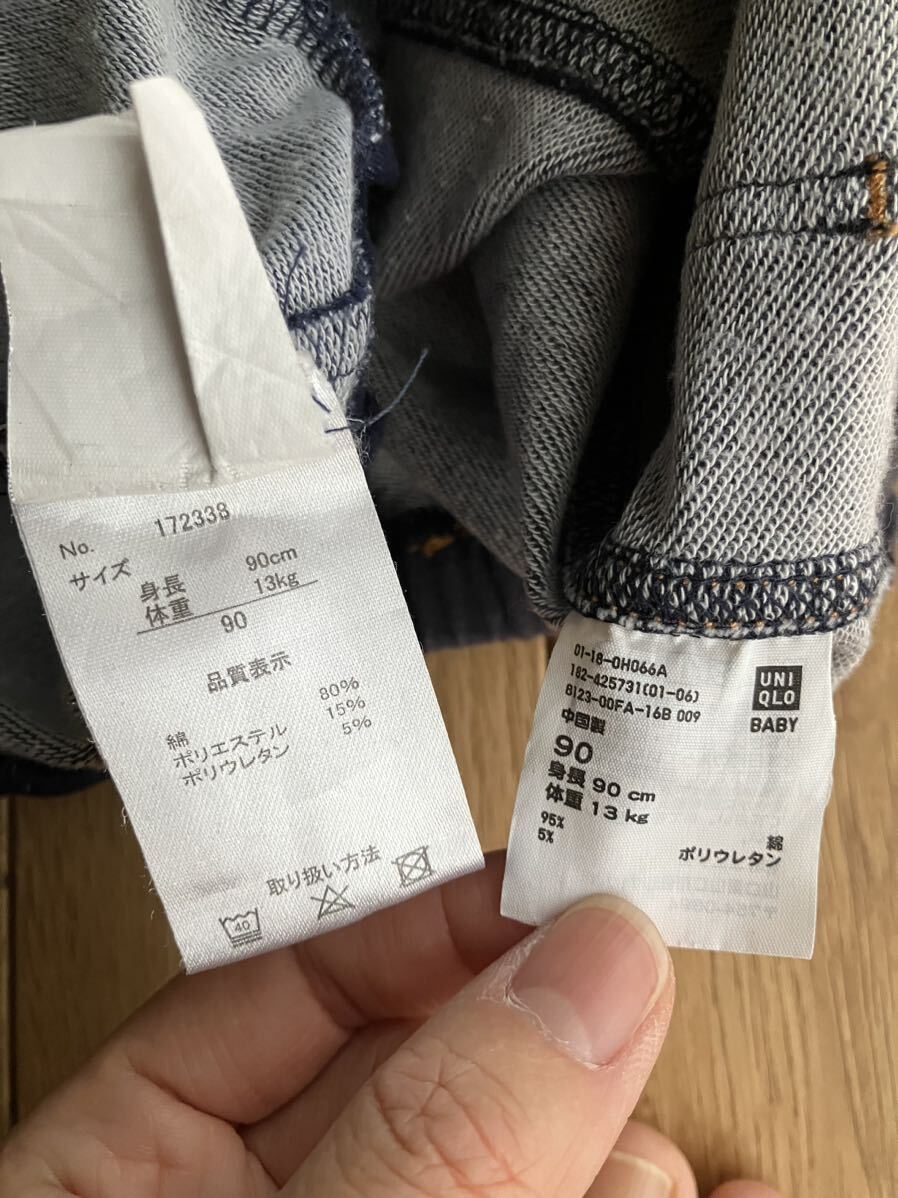 No. 172338
サイズ
身長 90cm
体重 13kg
90
品質表示
綿 80%
ポリエステル 15%
ポリウレタン 5%
取り扱い方法
40
01-18-0H066A
182-425731(01-06)
8I23-00FA-16B 009
中国製
UNI
QLO
BABY
90
身長 90 cm
体重 13 kg
95% 綿
5% ポリウレタン